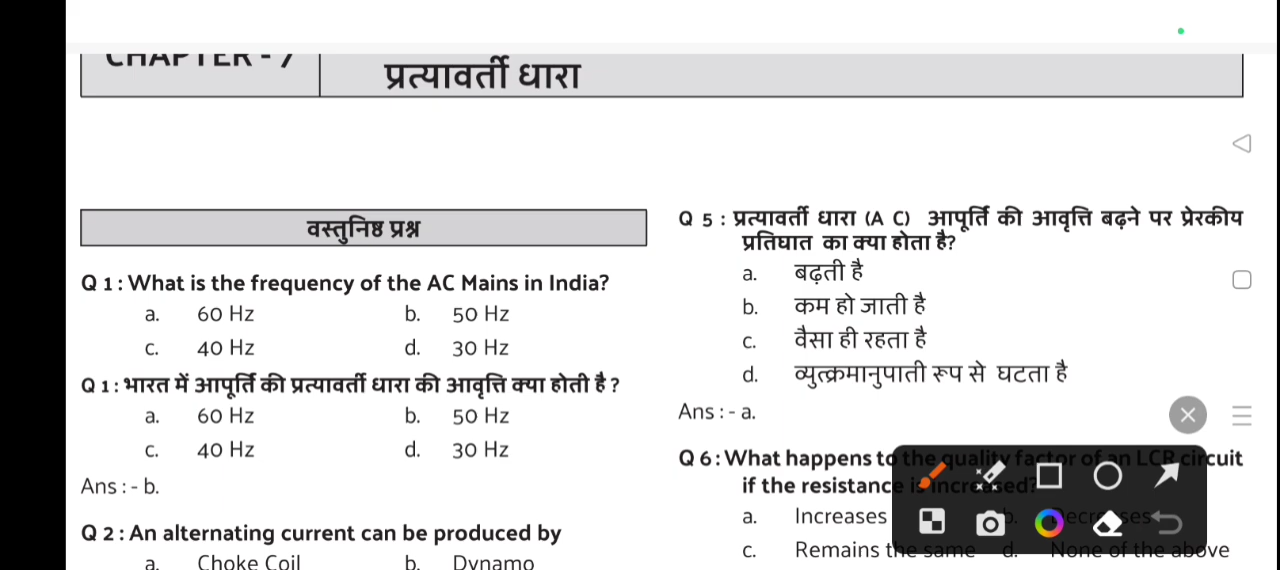 CHAPTER - 7
प्रत्यावर्ती धारा
वस्तुनिष्ठ प्रश्न
Q 1 : What is the frequency of the AC Mains in India?
a. 60 Hz b. 50 Hz
c. 40 Hz d. 30 Hz
Q 1 : भारत में आपूर्ति की प्रत्यावर्ती धारा की आवृत्ति क्या होती है ?
a. 60 Hz b. 50 Hz
c. 40 Hz d. 30 Hz
Ans : - b.
Q 2 : An alternating current can be produced by
a. Choke Coil b. Dynamo
Q 5 : प्रत्यावर्ती धारा (A C) आपूर्ति की आवृत्ति बढ़ने पर प्रेरकीय
प्रतिघात का क्या होता है?
a. बढ़ती है
b. कम हो जाती है
c. वैसा ही रहता है
d. व्युत्क्रमानुपाती रूप से घटता है
Ans : - a.
Q 6 : What happens to the quality factor of an LCR circuit
if the resistance is increased?
a. Increases b. Decreases
c. Remains the same d. None of the above